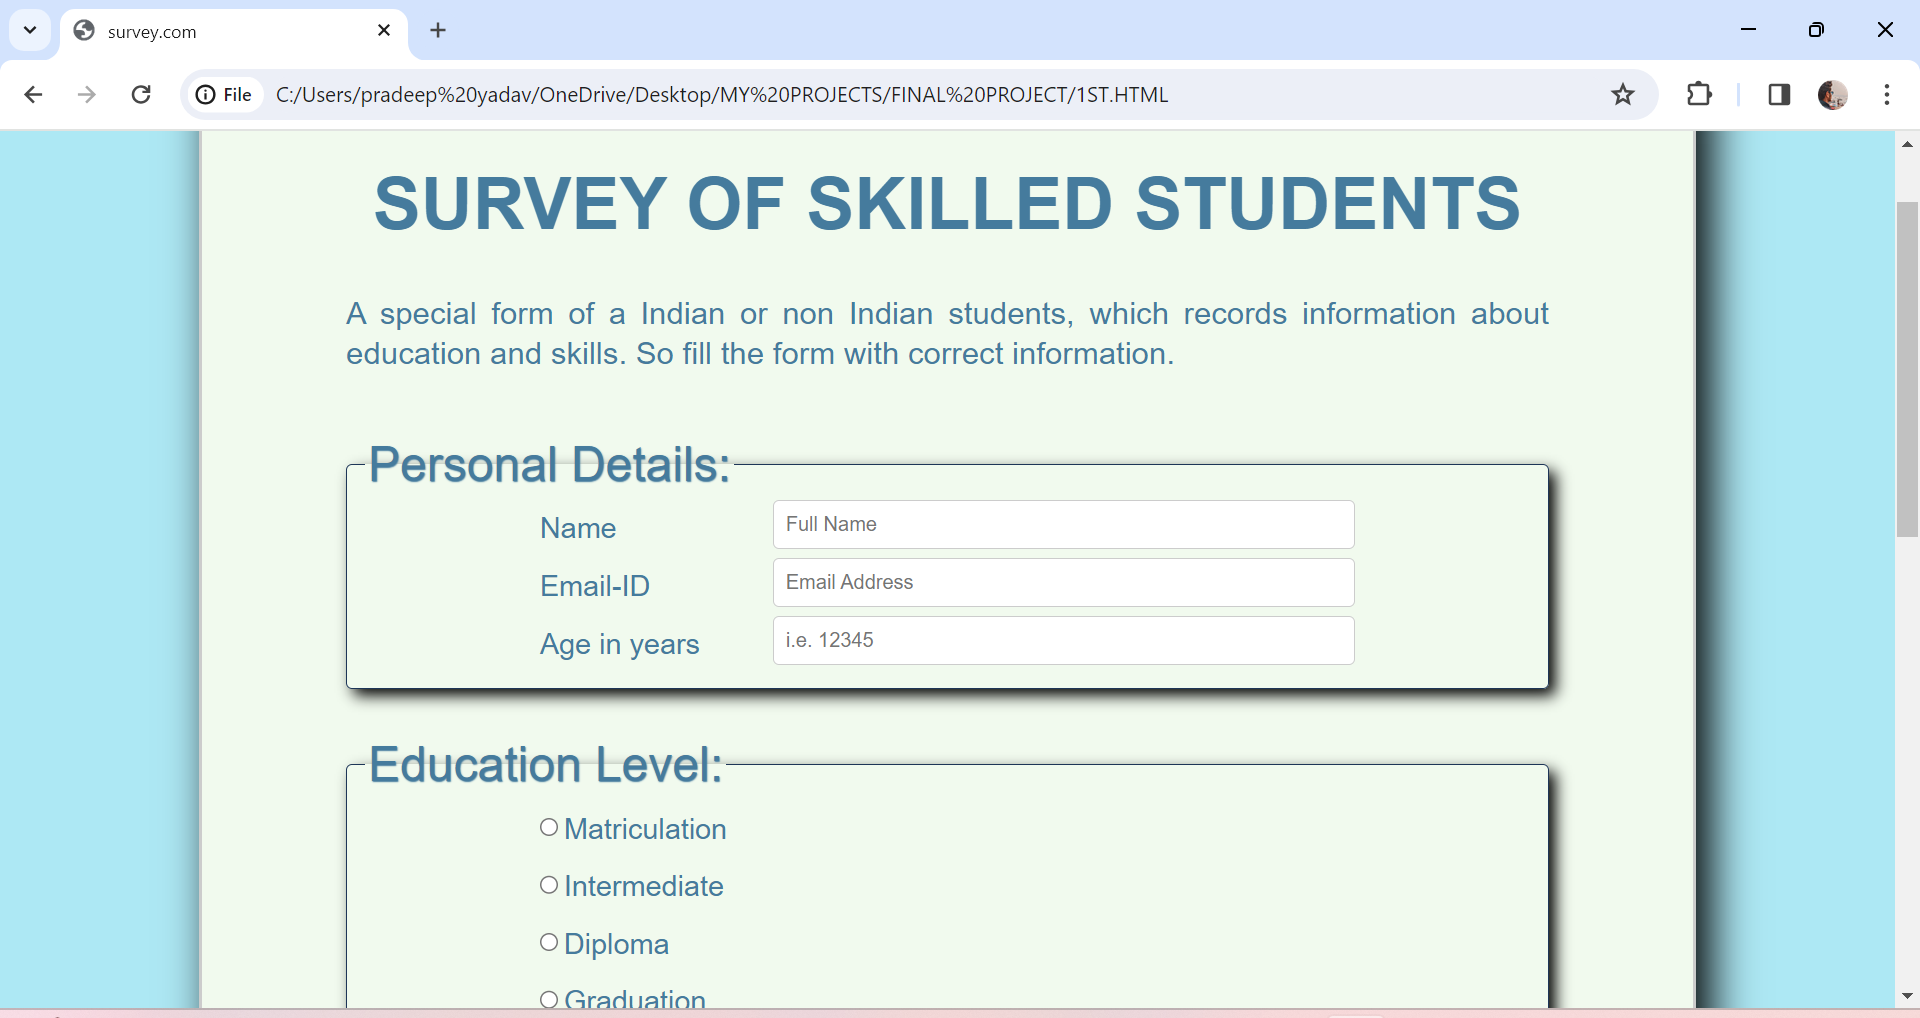 survey.com
File
C:/Users/pradeep%20yadav/OneDrive/Desktop/MY%20PROJECTS/FINAL%20PROJECT/1ST.HTML
SURVEY OF SKILLED STUDENTS
A special form of a Indian or non Indian students, which records information about
education and skills. So fill the form with correct information.
Personal Details:
Name
Full Name
Email-ID
Email Address
Age in years
i.e. 12345
Education Level:
Matriculation
Intermediate
Diploma
Graduation